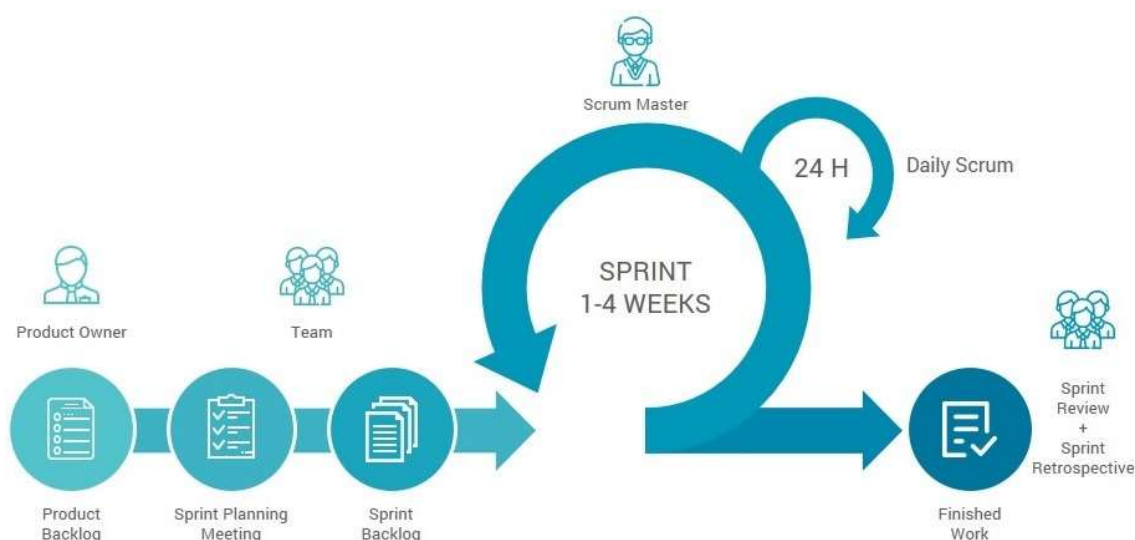 Scrum Master
24 H
Daily Scrum
SPRINT
1-4 WEEKS
Product Owner
Team
Sprint
Review
+
Sprint
Retrospective
Product
Backlog
Sprint Planning
Meeting
Sprint
Backlog
Finished
Work